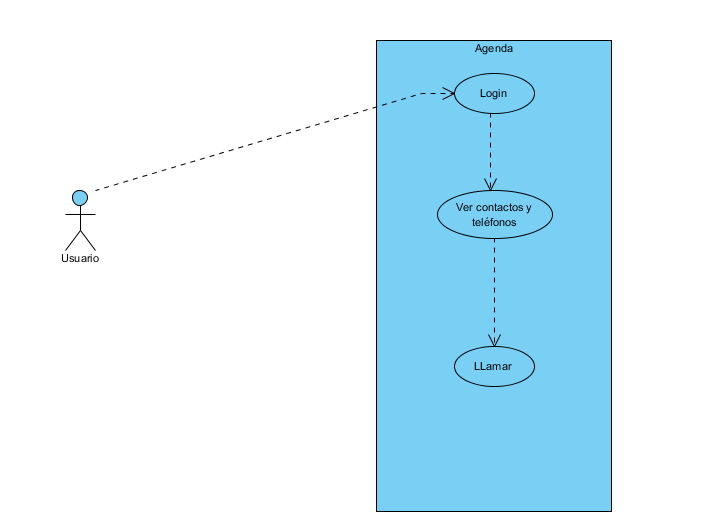 Agenda
Login
Ver contactos y
teléfonos
Usuario
LLamar